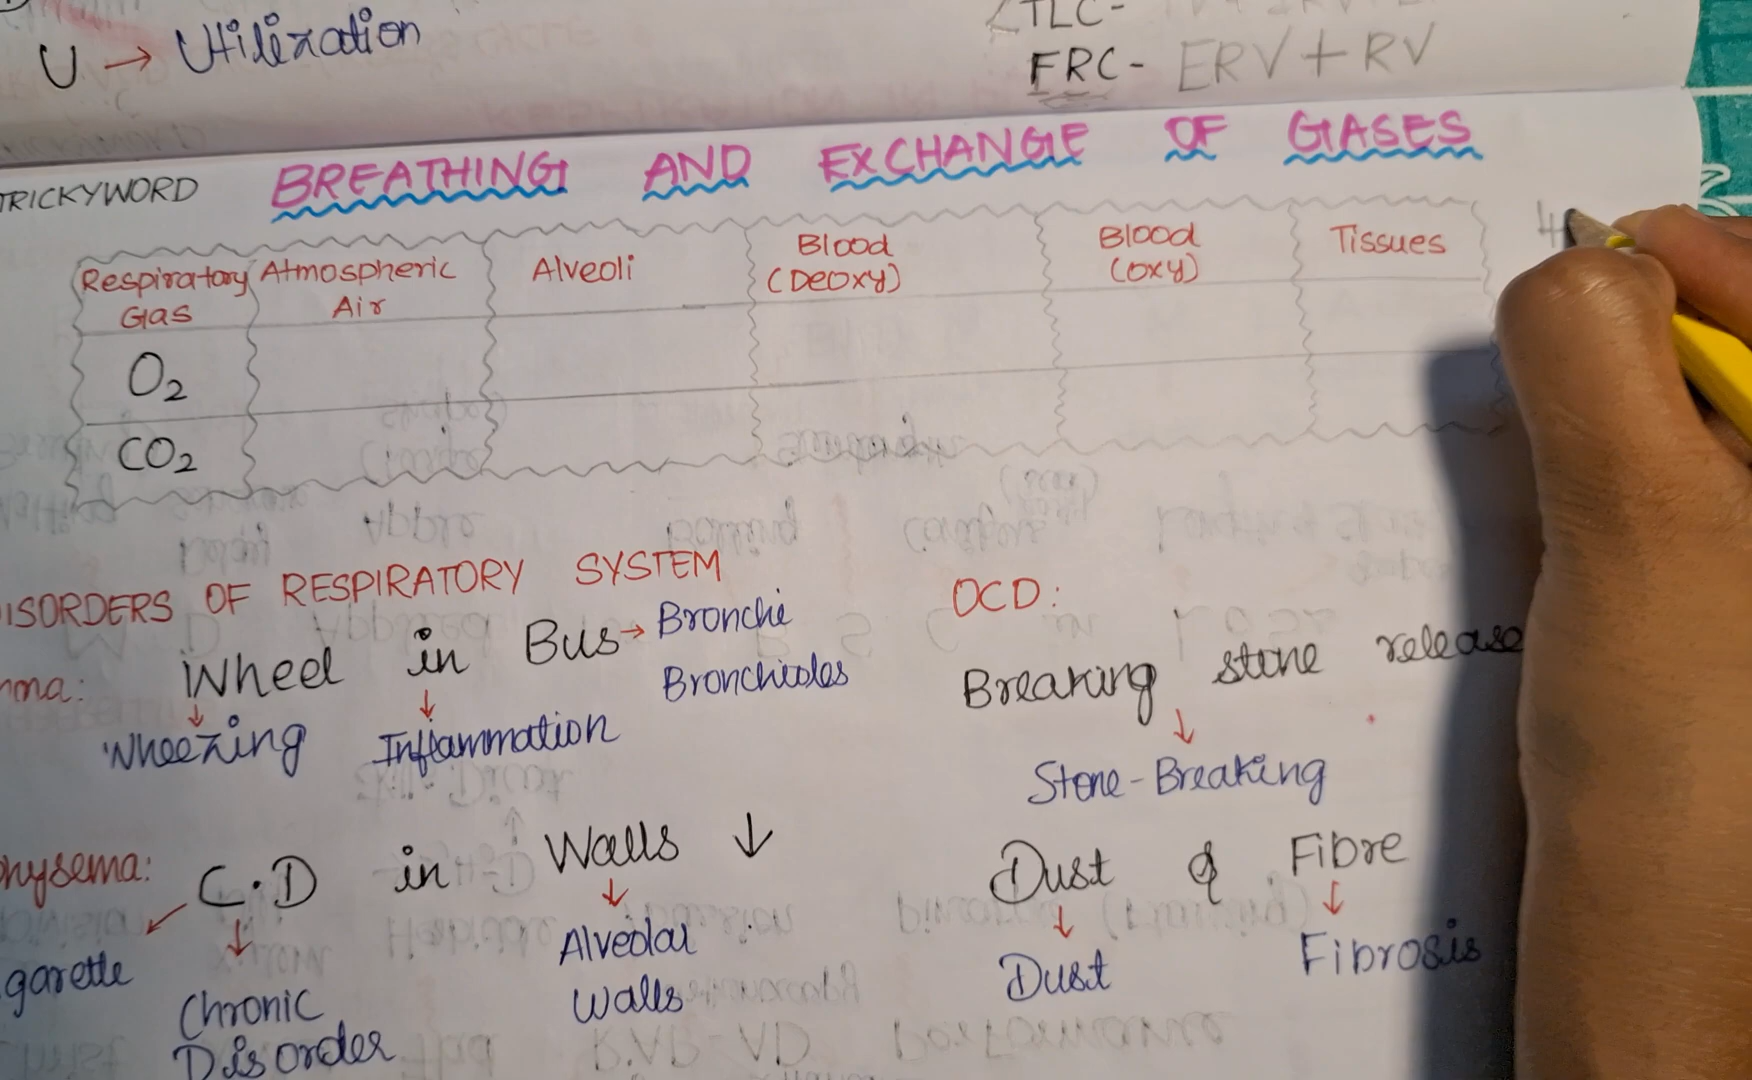 U → Utilization
TLC-
FRC- ERV+RV
TRICKYWORD
BREATHING AND EXCHANGE OF GASES
Respiratory Gas
Atmospheric Air
Alveoli
Blood (Deoxy)
Blood (oxy)
Tissues
O2
CO2
DISORDERS OF RESPIRATORY SYSTEM
Wheel in Bus → Bronchi
Bronchioles
Wheezing
Inflammation
C.D in Walls ↓
Chronic
Disorder
Alveolar
Walls
OCD:
Breaking stone release
Stone-Breaking
Dust & Fibre
Dust
Fibrosis